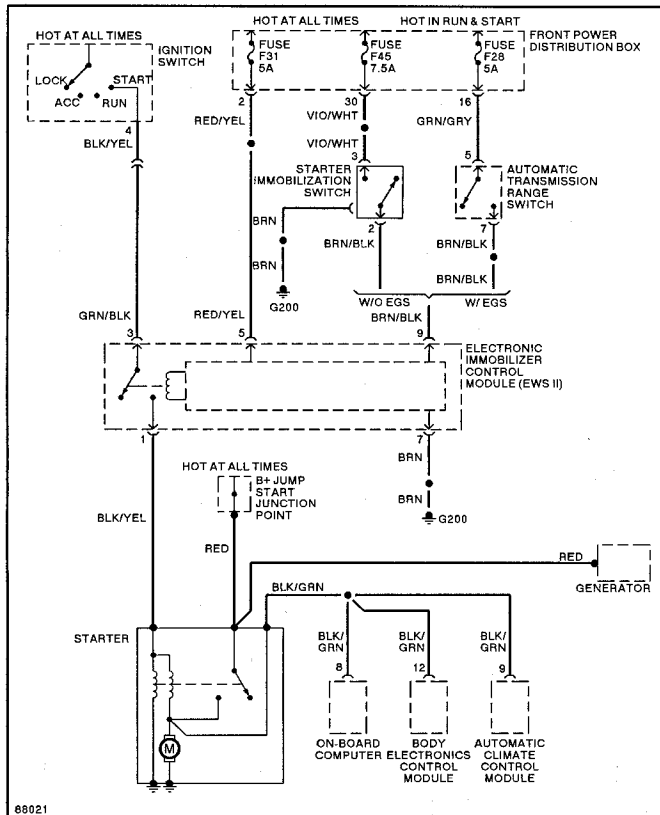 HOT AT ALL TIMES
IGNITION
SWITCH
LOCK
START
ACC
RUN
4
BLK/YEL
HOT AT ALL TIMES
HOT IN RUN & START
FRONT POWER
DISTRIBUTION BOX
FUSE
F31
5A
FUSE
F45
7.5A
FUSE
F28
5A
2
30
16
RED/YEL
VIO/WHT
GRN/GRY
VIO/WHT
3
5
STARTER
IMMOBILIZATION
SWITCH
AUTOMATIC
TRANSMISSION
RANGE
SWITCH
BRN
2
7
BRN/BLK
BRN/BLK
BRN
BRN/BLK
G200
W/O EGS
W/ EGS
GRN/BLK
RED/YEL
BRN/BLK
3
5
9
ELECTRONIC
IMMOBILIZER
CONTROL
MODULE (EWS II)
1
7
BRN
HOT AT ALL TIMES
B+ JUMP
START
JUNCTION
POINT
BRN
G200
BLK/YEL
RED
RED
GENERATOR
BLK/GRN
STARTER
BLK/
GRN
BLK/
GRN
BLK/
GRN
8
12
9
M
ON-BOARD
COMPUTER
BODY
ELECTRONICS
CONTROL
MODULE
AUTOMATIC
CLIMATE
CONTROL
MODULE
88021